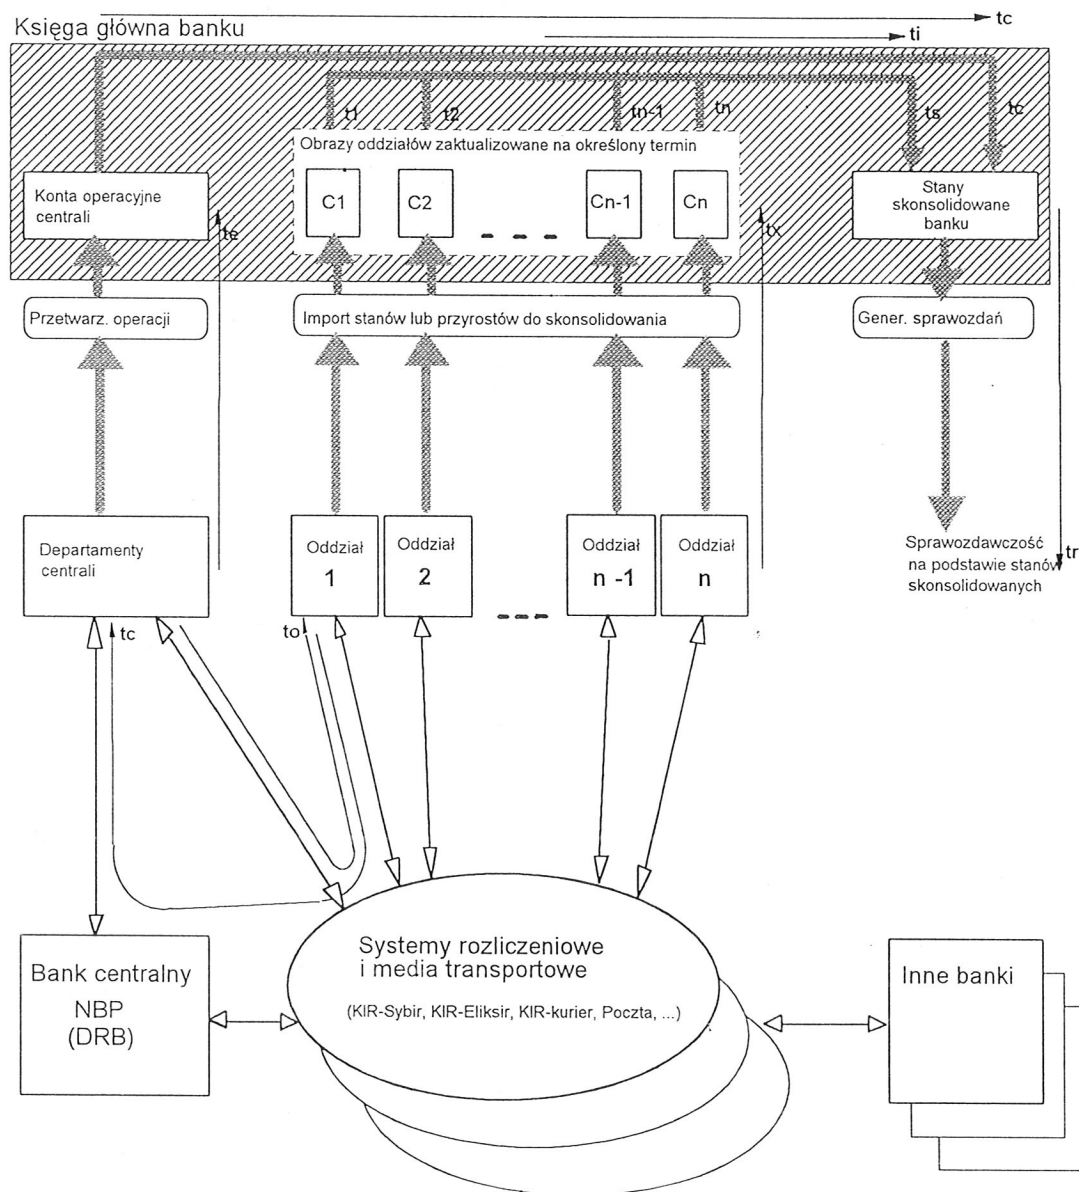 Księga główna banku
tc
ti
t1
t2
tn-1
tn
ts
tc
Obrazy oddziałów zaktualizowane na określony termin
Konta operacyjne
centrali
C1
C2
Cn-1
Cn
Stany
skonsolidowane
banku
te
tx
Przetwarz. operacji
Import stanów lub przyrostów do skonsolidowania
Gener. sprawozdań
Departamenty
centrali
Oddział
1
Oddział
2
Oddział
n -1
Oddział
n
Sprawozdawczość
na podstawie stanów
skonsolidowanych
tr
tc
to
Systemy rozliczeniowe
i media transportowe
(KIR-Sybir, KIR-Eliksir, KIR-kurier, Poczta, ...)
Bank centralny
NBP
(DRB)
Inne banki